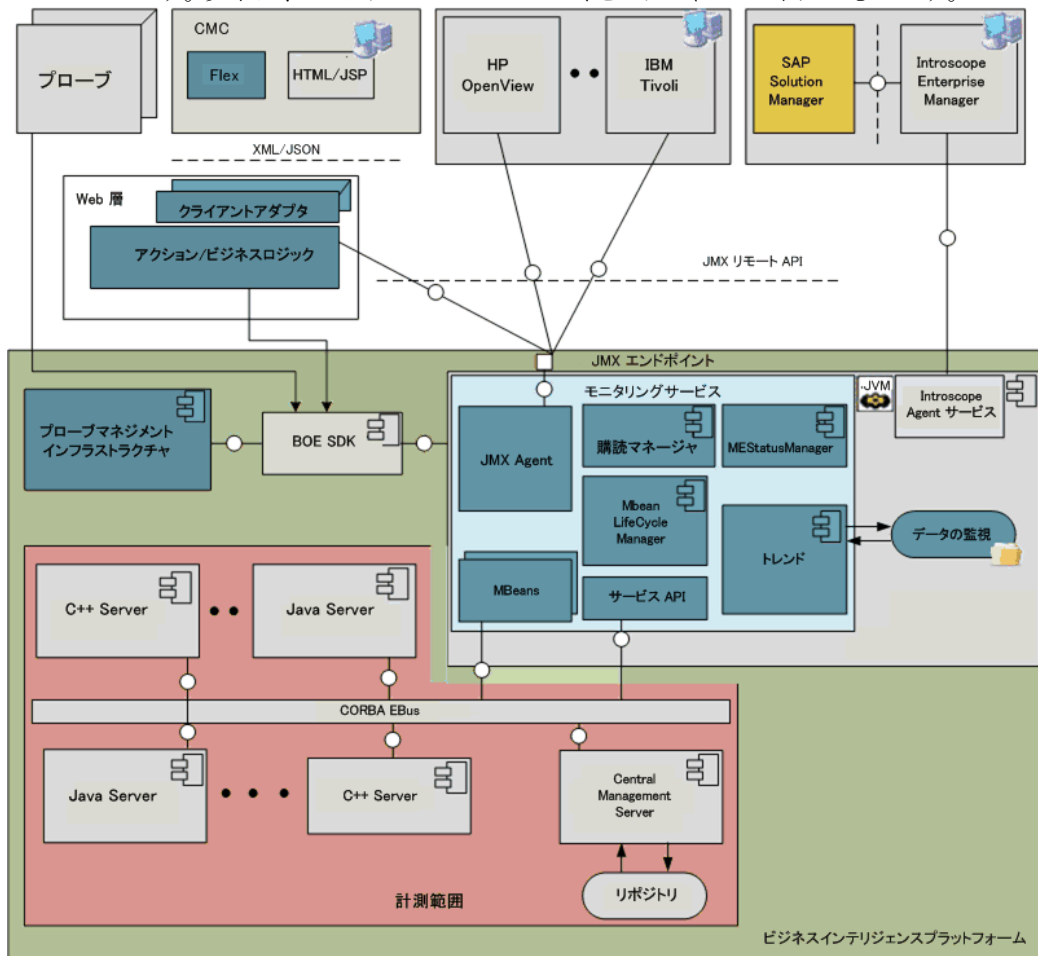 プローブ
CMC
Flex
HTML/JSP
HP
OpenView
IBM
Tivoli
SAP
Solution
Manager
Introscope
Enterprise
Manager
XML/JSON
Web 層
クライアントアダプタ
アクション/ビジネスロジック
JMX リモート API
JMX エンドポイント
モニタリングサービス
JVM
Introscope
Agent サービス
プローブマネジメント
インフラストラクチャ
BOE SDK
JMX Agent
購読マネージャ
MEStatusManager
Mbean
LifeCycle
Manager
トレンド
データの監視
MBeans
サービス API
C++ Server
Java Server
CORBA EBus
Java Server
C++ Server
Central
Management
Server
リポジトリ
計測範囲
ビジネスインテリジェンスプラットフォーム